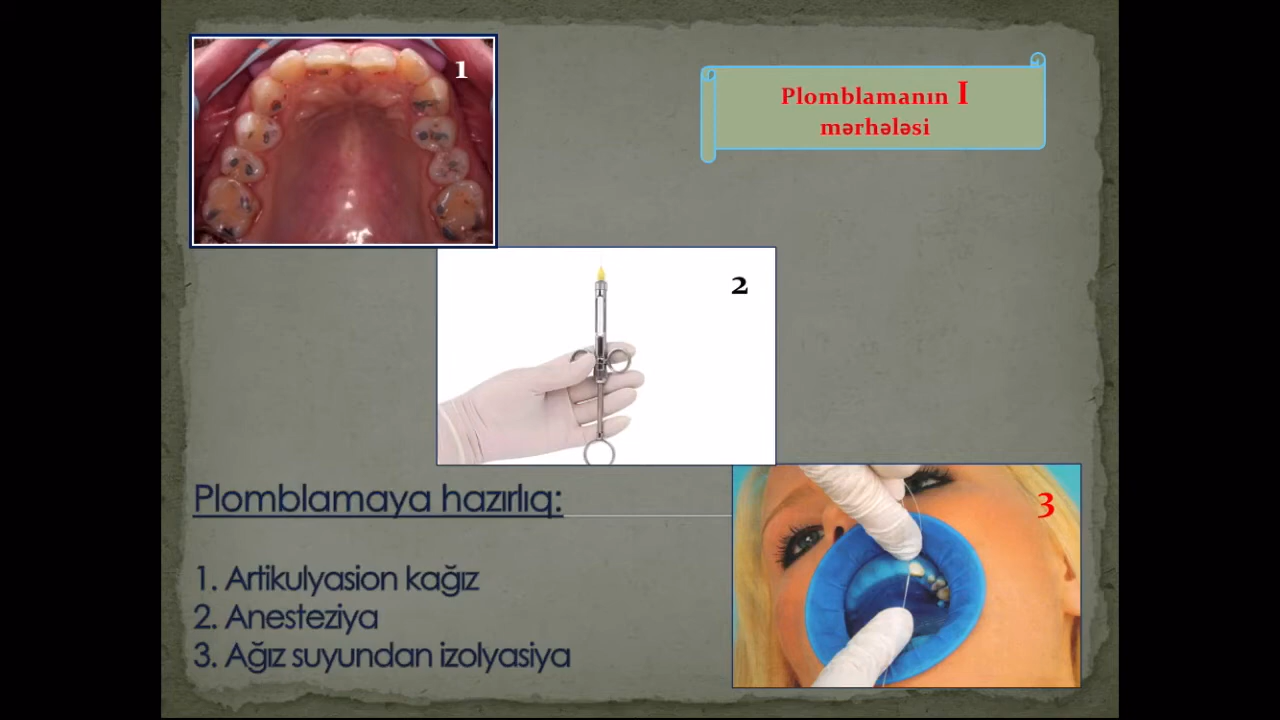 1
Plomblamanın I
mərhələsi
2
3
Plomblamaya hazırlıq:
1. Artikulyasion kağız
2. Anesteziya
3. Ağız suyundan izolyasiya